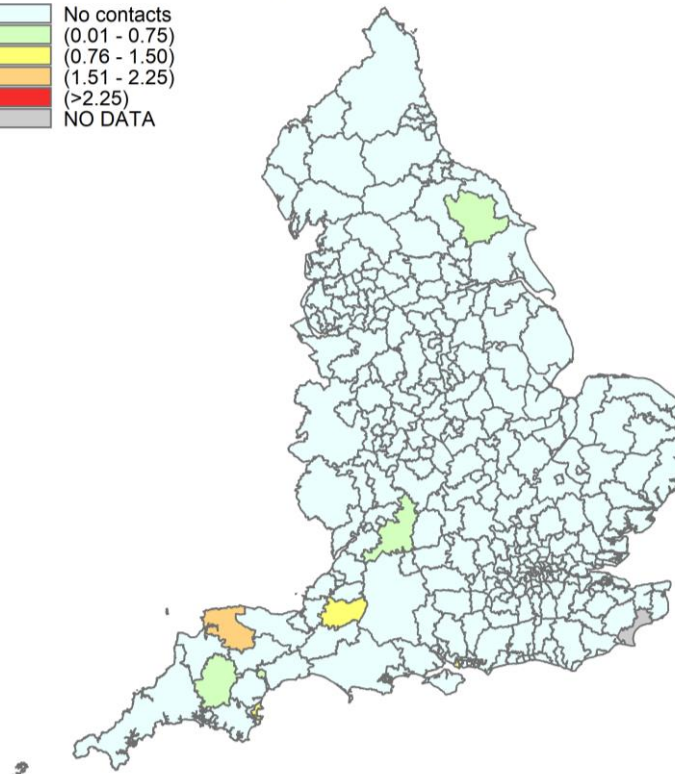 No contacts
(0.01 - 0.75)
(0.76 - 1.50)
(1.51 - 2.25)
(>2.25)
NO DATA